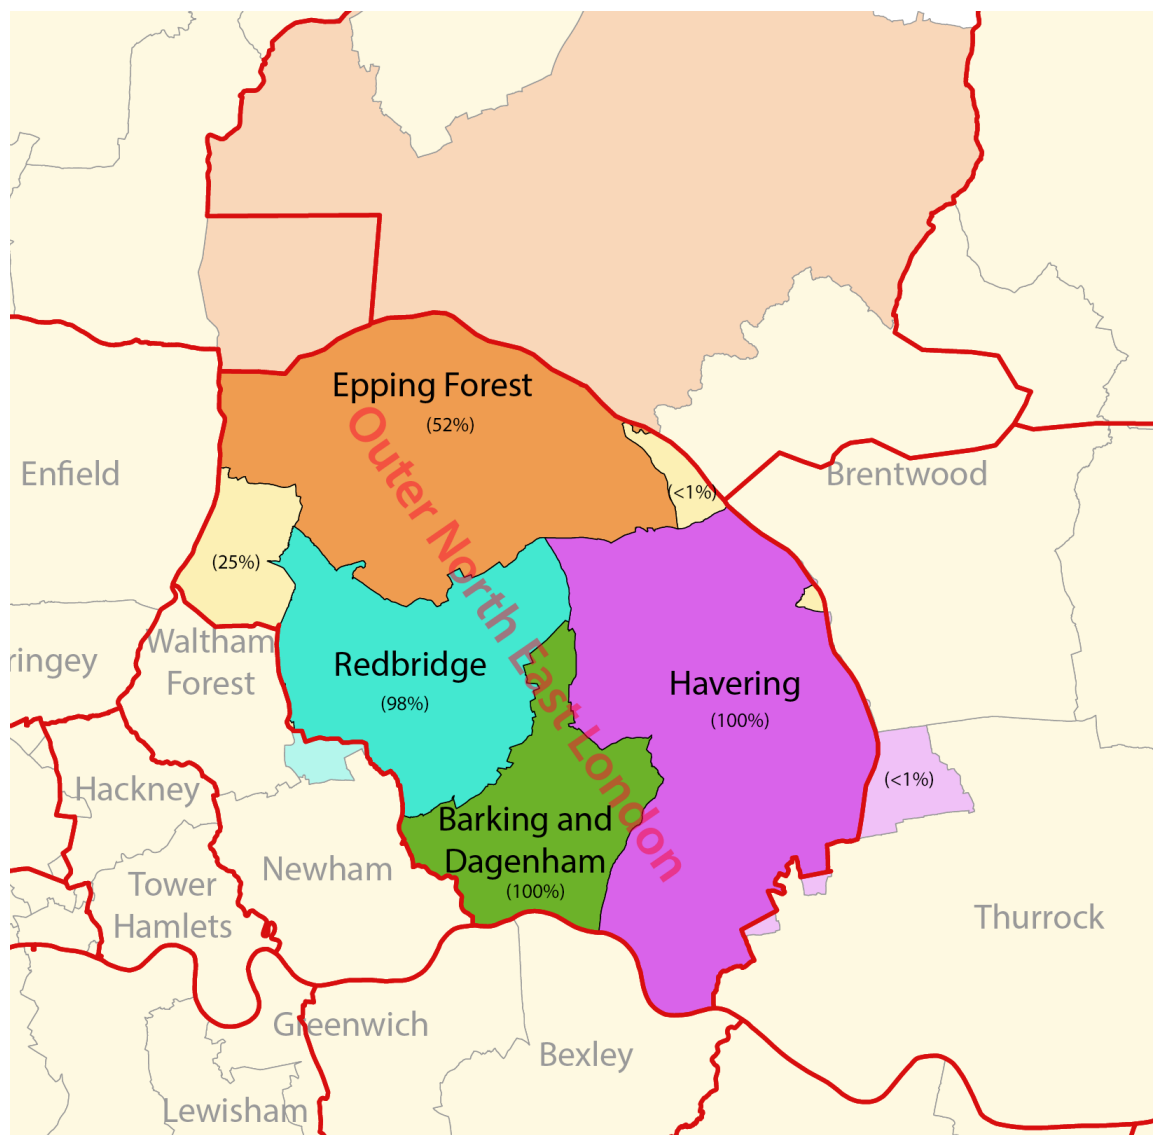 Epping Forest
(52%)
Outer North East London
Enfield
(<1%)
Brentwood
(25%)
Waltham
Forest
ringey
Redbridge
(98%)
Havering
(100%)
Hackney
(<1%)
Barking and
Dagenham
(100%)
Newham
Tower
Hamlets
Thurrock
Greenwich
Bexley
Lewisham